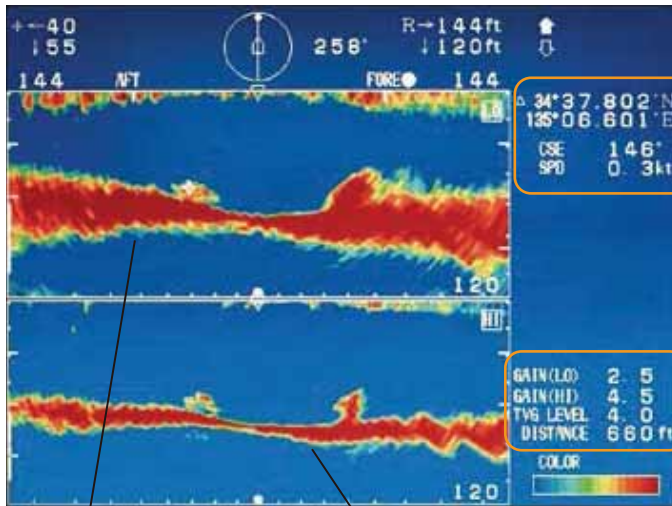 +←40
↓55
258°
R→144ft
↓120ft
144 AFT FORE 144
LO
120
HI
120
△ 34°37.802'N
135°06.601'E
CSE 146°
SPD 0.3kt
GAIN(LO) 2.5
GAIN(HI) 4.5
TVG LEVEL 4.0
DISTANCE 660ft
COLOR